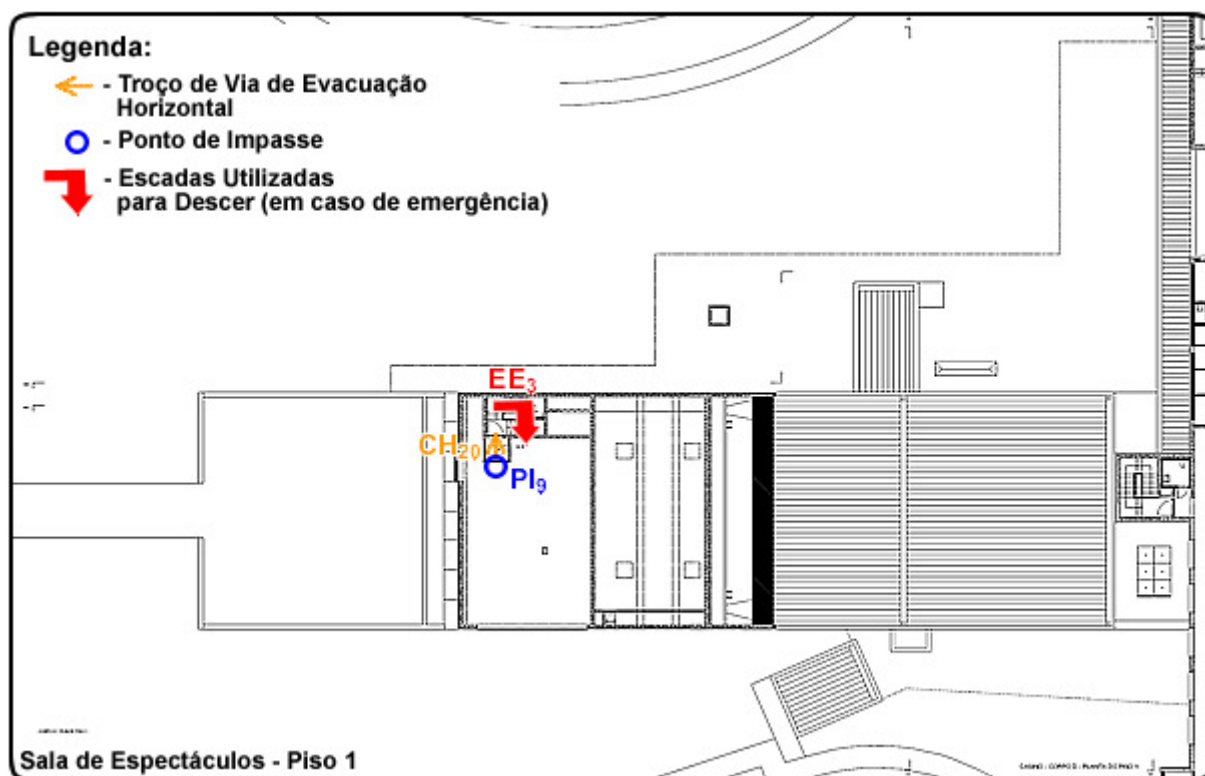 Legenda:
- Troço de Via de Evacuação
Horizontal
- Ponto de Impasse
- Escadas Utilizadas
para Descer (em caso de emergência)
EE3
CH20
PI9
Sala de Espectáculos - Piso 1